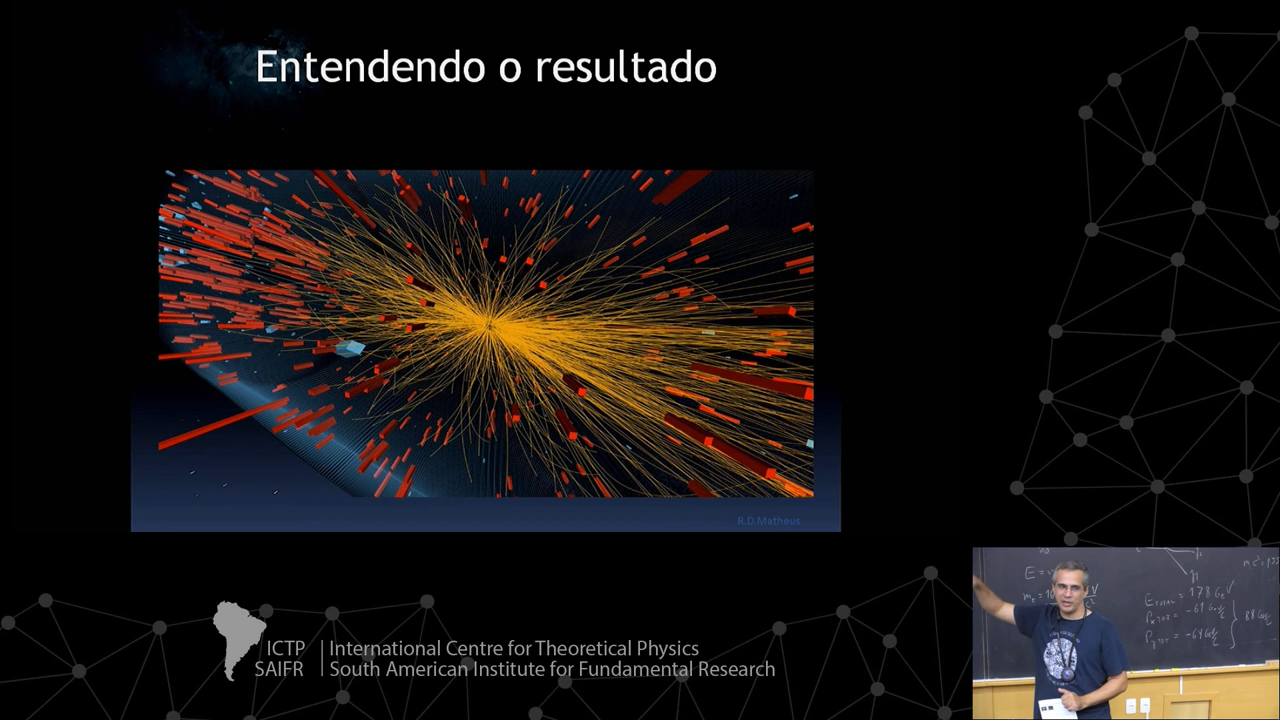 Entendendo o resultado
R.D.Matheus
ICTP
SAIFR
International Centre for Theoretical Physics
South American Institute for Fundamental Research
E =